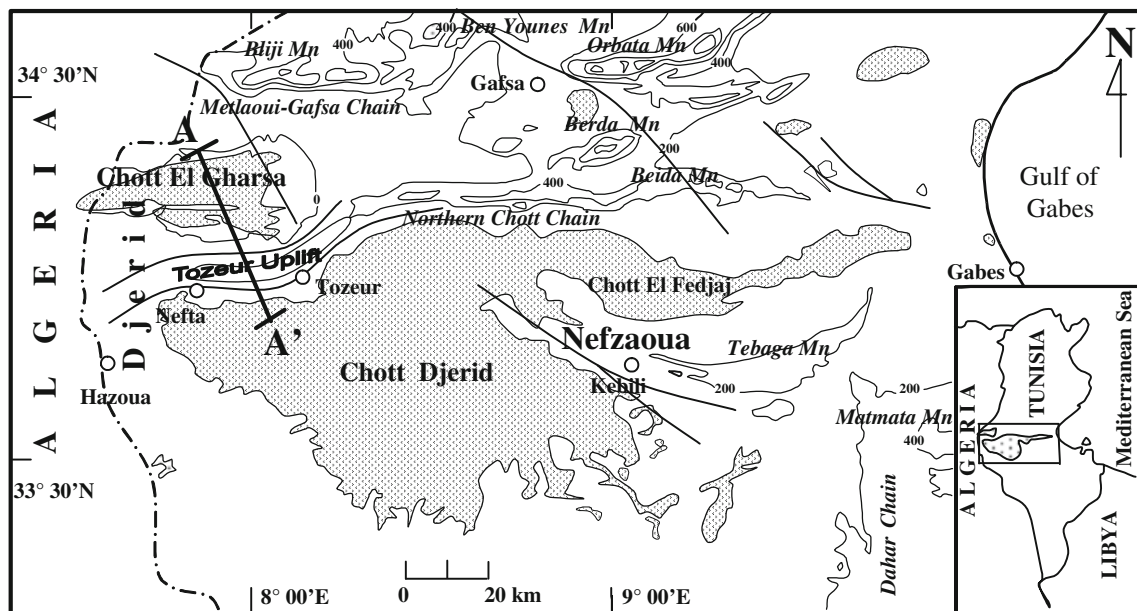 Ben Younes Mn
600
Bliji Mn
400
400
Orbata Mn
N
34° 30'N
Gafsa
400
Metlaoui-Gafsa Chain
A
Berda Mn
200
Chott El Gharsa
400
Beida Mn
0
Northern Chott Chain
Gulf of
Gabes
ALGERIA
Djerid
Tozeur Uplift
Tozeur
Chott El Fedjaj
Gabes
Nefta
A'
Nefzaoua
Tebaga Mn
Chott Djerid
Hazoua
Kebili
200
200
Matmata Mn
400
33° 30'N
Dahar Chain
0 20 km
8° 00'E
9° 00'E
TUNISIA
ALGERIA
LIBYA
Mediterranean Sea